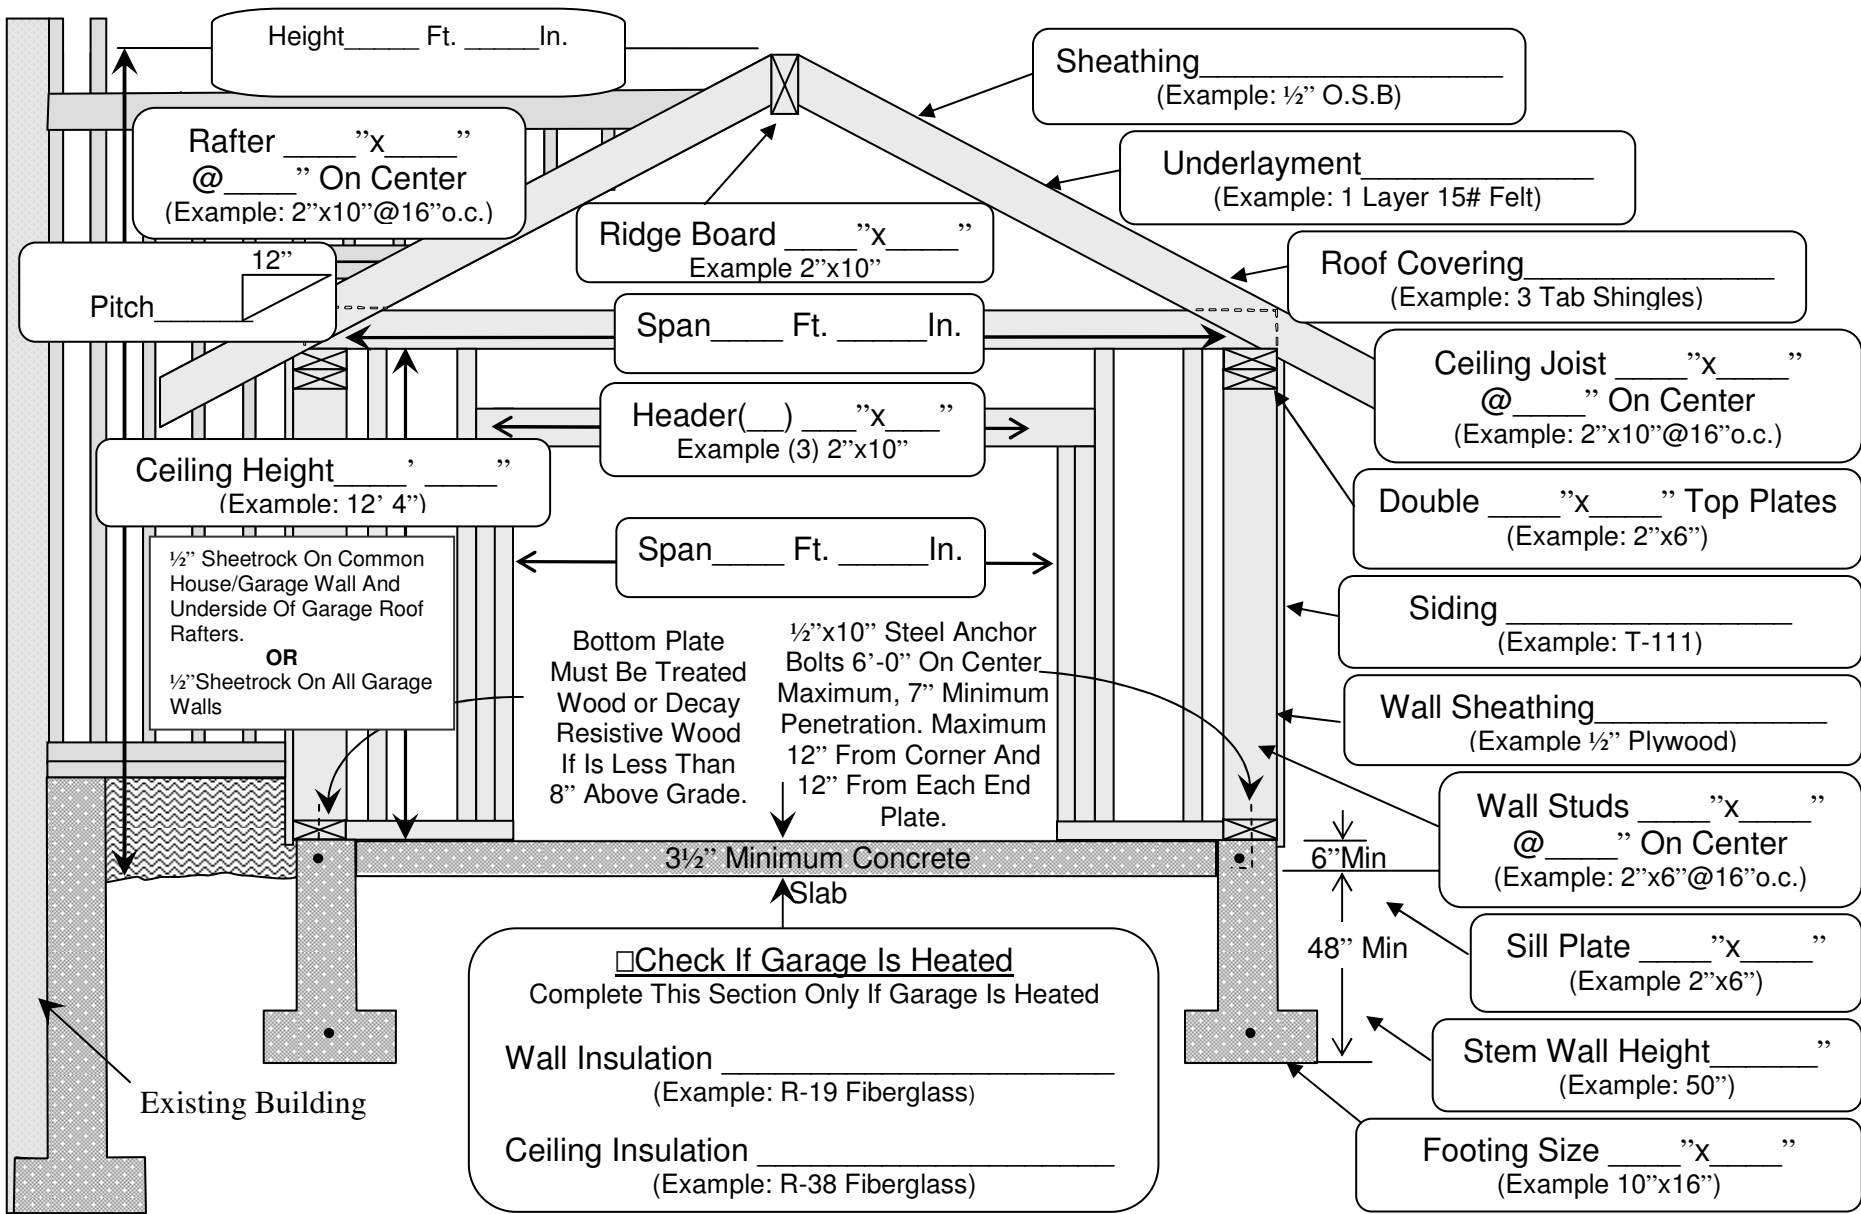 Height_____ Ft. _____In.
Sheathing_________________
(Example: ½” O.S.B)
Rafter ____”x____”
@____” On Center
(Example: 2”x10”@16”o.c.)
Underlayment_____________
(Example: 1 Layer 15# Felt)
Ridge Board ____”x____”
Example 2”x10”
12”
Pitch______
Roof Covering______________
(Example: 3 Tab Shingles)
Span____ Ft. _____In.
Ceiling Joist ____”x____”
@____” On Center
(Example: 2”x10”@16”o.c.)
Header(__) ___”x___”
Example (3) 2”x10”
Ceiling Height____’ ____”
(Example: 12’ 4”)
Double ____”x____” Top Plates
(Example: 2”x6”)
Span____ Ft. _____In.
½” Sheetrock On Common
House/Garage Wall And
Underside Of Garage Roof
Rafters.
OR
½”Sheetrock On All Garage
Walls
Bottom Plate
Must Be Treated
Wood or Decay
Resistive Wood
If Is Less Than
8” Above Grade.
½”x10” Steel Anchor
Bolts 6’-0” On Center
Maximum, 7” Minimum
Penetration. Maximum
12” From Corner And
12” From Each End
Plate.
Siding ________________
(Example: T-111)
Wall Sheathing_____________
(Example ½” Plywood)
Wall Studs ____”x____”
@____” On Center
(Example: 2”x6”@16”o.c.)
3½” Minimum Concrete
Slab
6”Min
48” Min
Sill Plate ____”x____”
(Example 2”x6”)
□Check If Garage Is Heated
Complete This Section Only If Garage Is Heated
Wall Insulation ______________________
(Example: R-19 Fiberglass)
Ceiling Insulation ____________________
(Example: R-38 Fiberglass)
Stem Wall Height______”
(Example: 50”)
Footing Size ____”x____”
(Example 10”x16”)
Existing Building